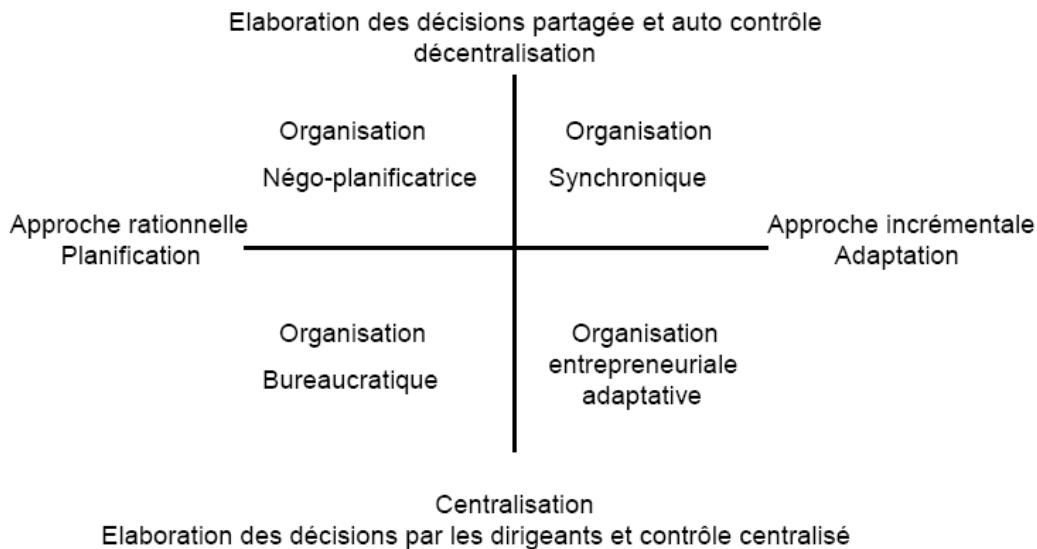 Elaboration des décisions partagée et auto contrôle
décentralisation
Organisation
Négo-planificatrice
Organisation
Synchronique
Approche rationnelle
Planification
Approche incrémentale
Adaptation
Organisation
Bureaucratique
Organisation
entrepreneuriale
adaptative
Centralisation
Elaboration des décisions par les dirigeants et contrôle centralisé